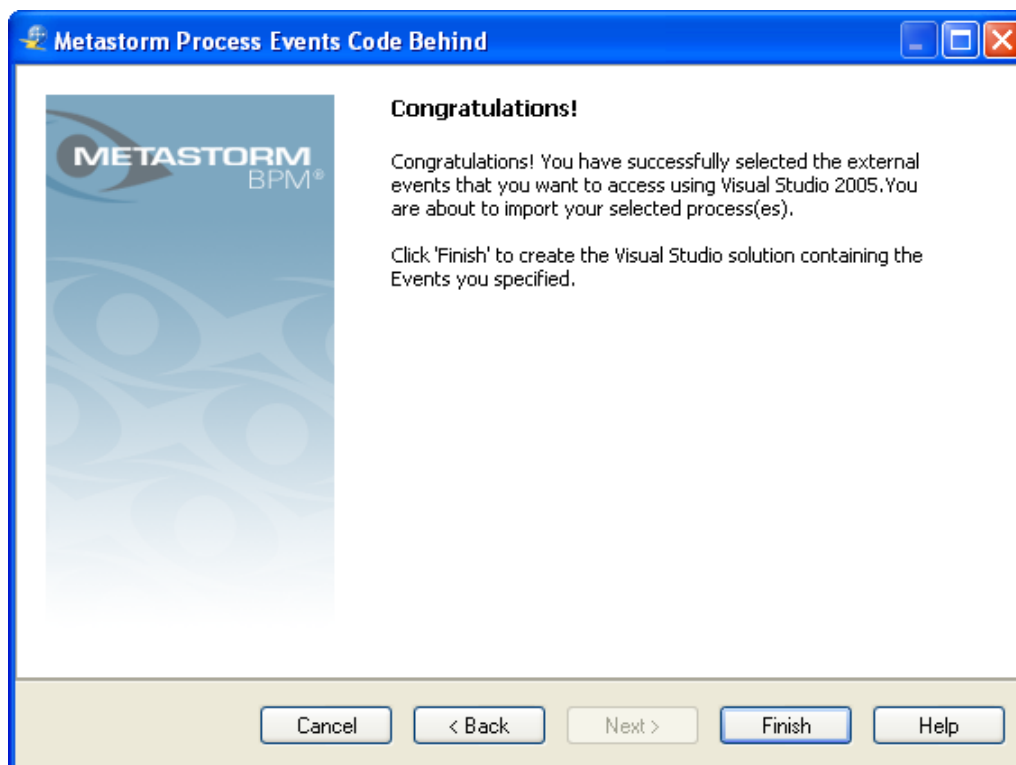 Metastorm Process Events Code Behind
METASTORM
BPM®
Congratulations!
Congratulations! You have successfully selected the external
events that you want to access using Visual Studio 2005.You
are about to import your selected process(es).
Click 'Finish' to create the Visual Studio solution containing the
Events you specified.
Cancel
< Back
Next >
Finish
Help